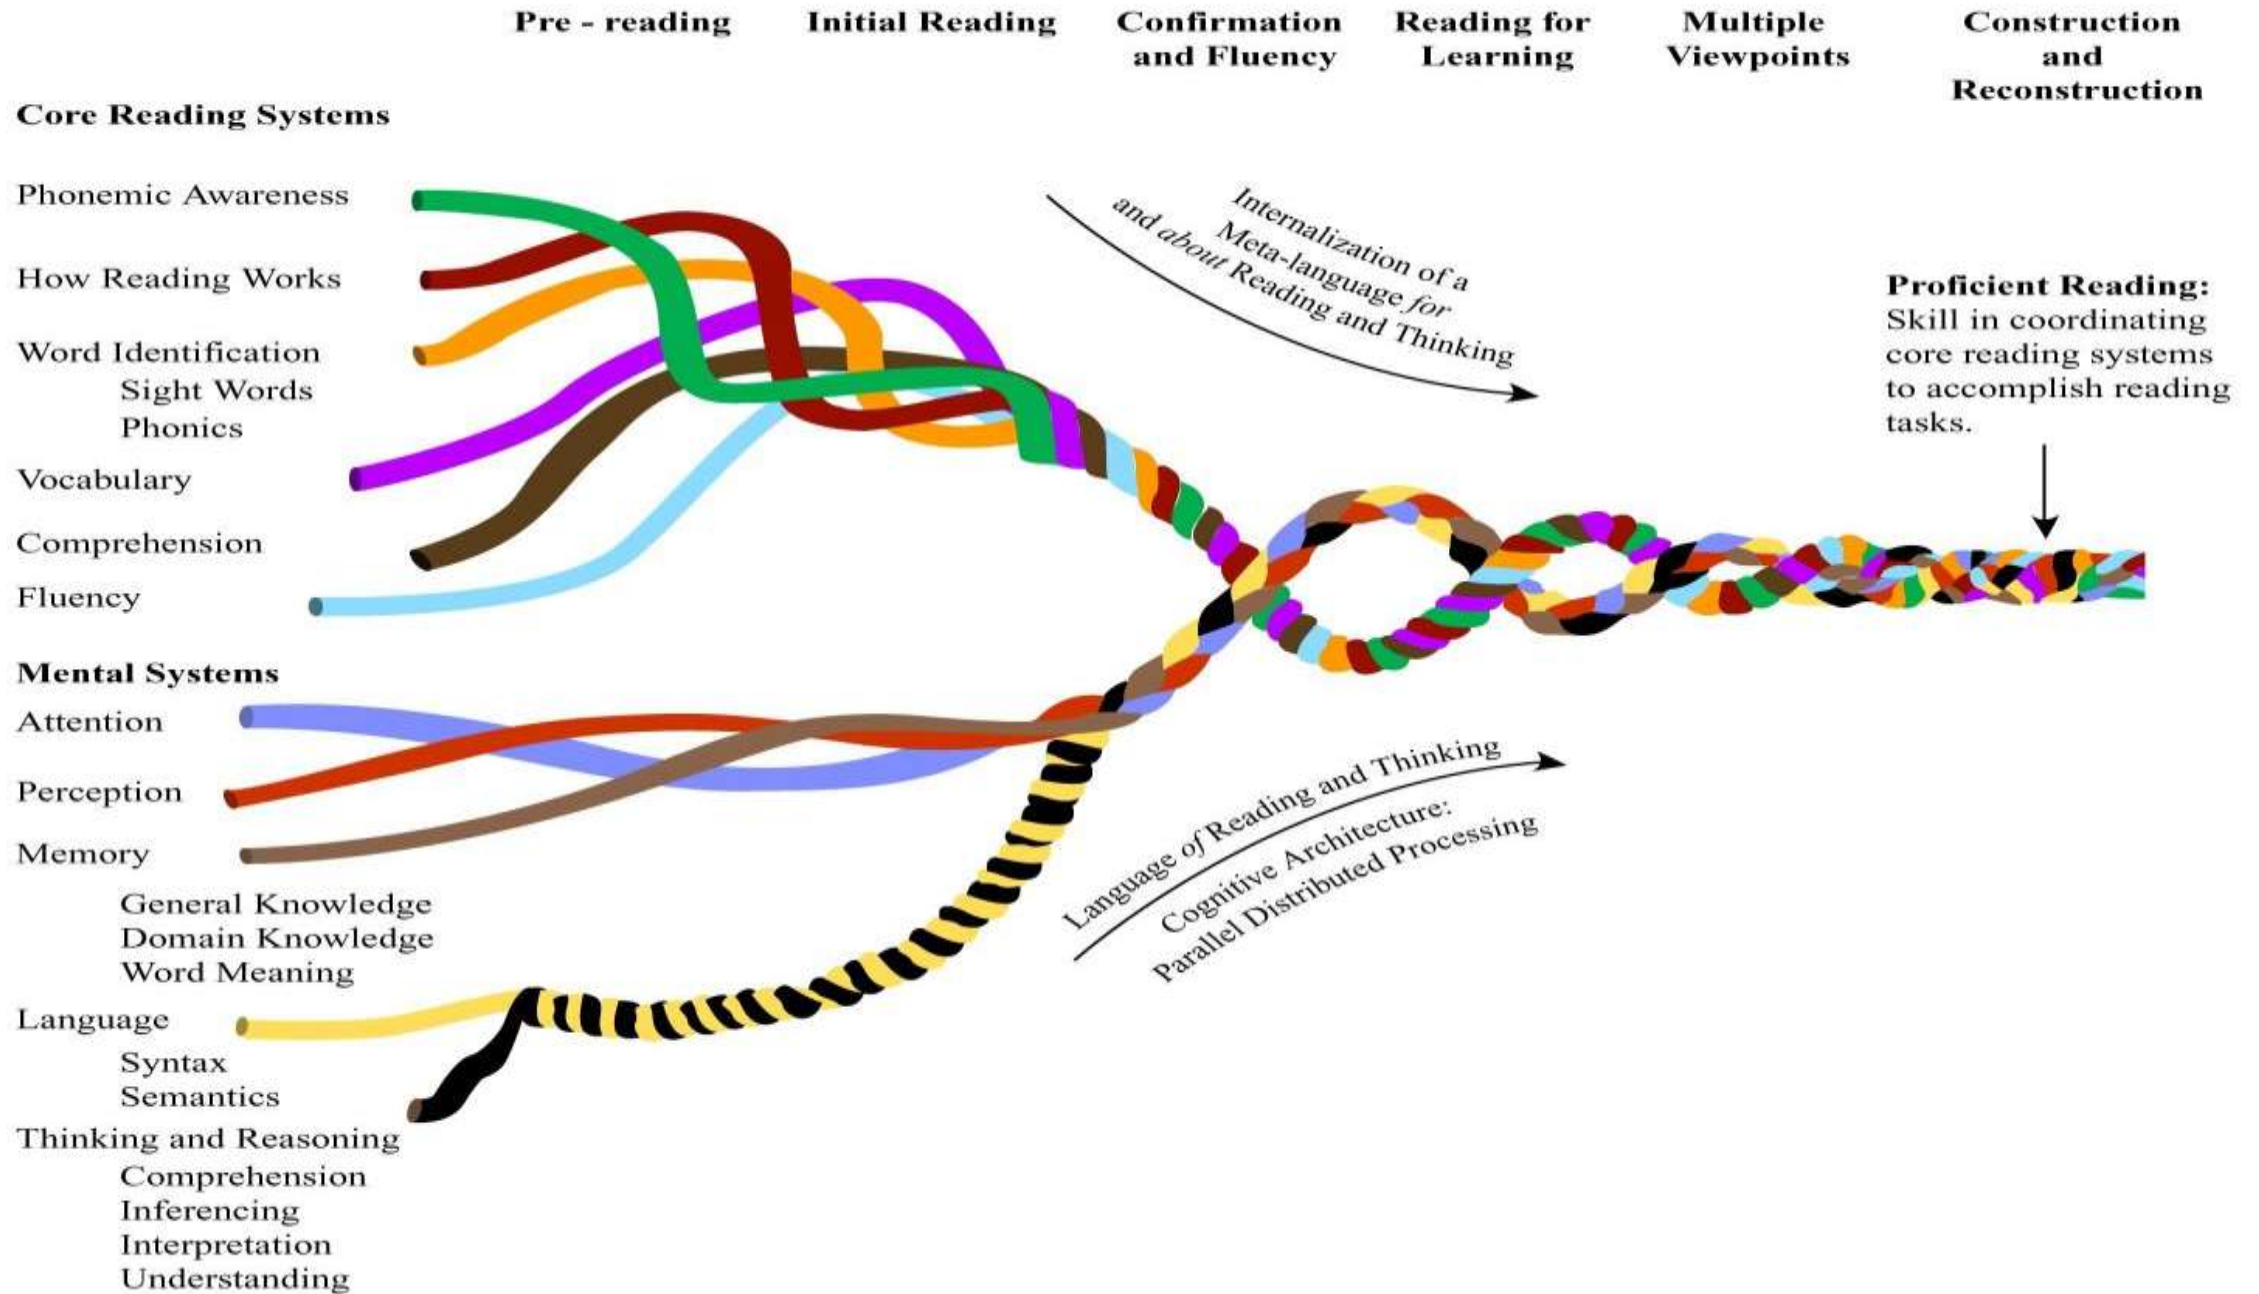 Pre - reading
Initial Reading
Confirmation
and Fluency
Reading for
Learning
Multiple
Viewpoints
Construction
and
Reconstruction
Core Reading Systems
Phonemic Awareness
How Reading Works
Word Identification
Sight Words
Phonics
Vocabulary
Comprehension
Fluency
Internalization of a
Meta-language for
and about Reading and Thinking
Proficient Reading:
Skill in coordinating
core reading systems
to accomplish reading
tasks.
Mental Systems
Attention
Perception
Memory
General Knowledge
Domain Knowledge
Word Meaning
Language
Syntax
Semantics
Thinking and Reasoning
Comprehension
Inferencing
Interpretation
Understanding
Language of Reading and Thinking
Cognitive Architecture:
Parallel Distributed Processing